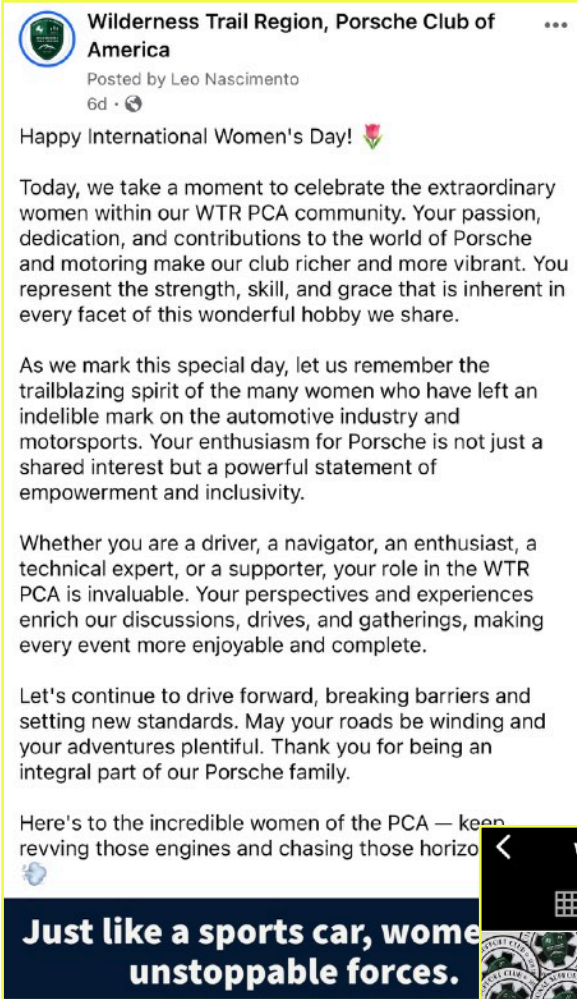 Wilderness Trail Region, Porsche Club of
America
Posted by Leo Nascimento
6d ·
Happy International Women's Day! 🌷
Today, we take a moment to celebrate the extraordinary
women within our WTR PCA community. Your passion,
dedication, and contributions to the world of Porsche
and motoring make our club richer and more vibrant. You
represent the strength, skill, and grace that is inherent in
every facet of this wonderful hobby we share.
As we mark this special day, let us remember the
trailblazing spirit of the many women who have left an
indelible mark on the automotive industry and
motorsports. Your enthusiasm for Porsche is not just a
shared interest but a powerful statement of
empowerment and inclusivity.
Whether you are a driver, a navigator, an enthusiast, a
technical expert, or a supporter, your role in the WTR
PCA is invaluable. Your perspectives and experiences
enrich our discussions, drives, and gatherings, making
every event more enjoyable and complete.
Let's continue to drive forward, breaking barriers and
setting new standards. May your roads be winding and
your adventures plentiful. Thank you for being an
integral part of our Porsche family.
Here's to the incredible women of the PCA — keep
revving those engines and chasing those horizo
💨
Just like a sports car, wome
unstoppable forces.